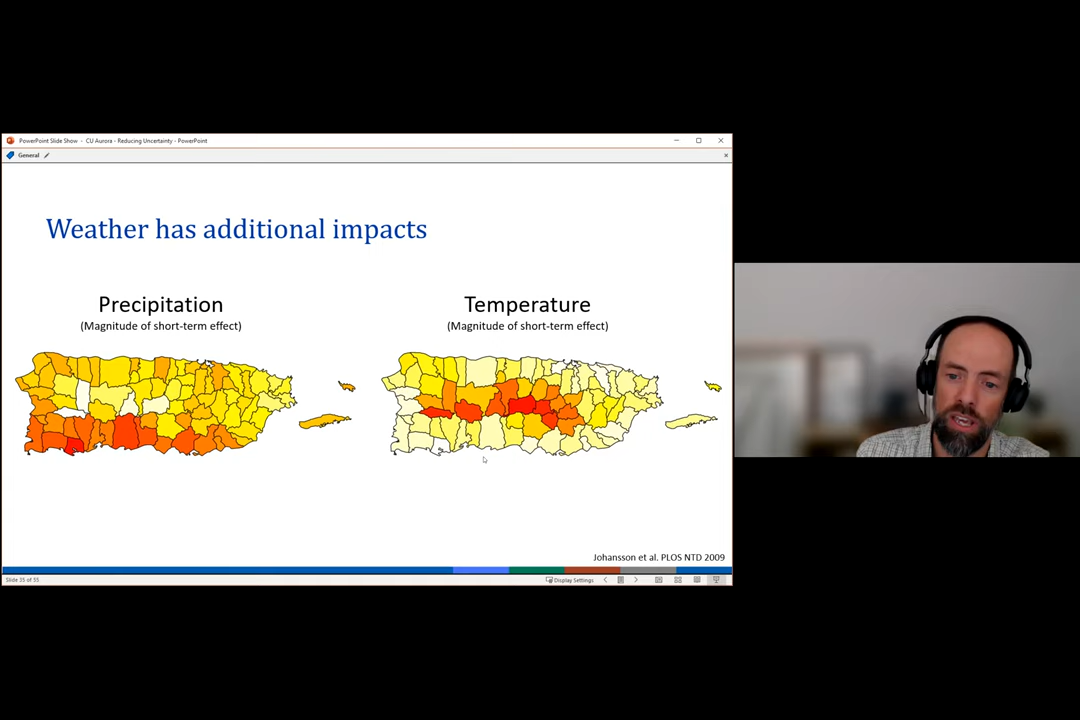 PowerPoint Slide Show - CU Aurora - Reducing Uncertainty - PowerPoint
General
Weather has additional impacts
Precipitation
(Magnitude of short-term effect)
Temperature
(Magnitude of short-term effect)
Johansson et al. PLOS NTD 2009
Slide 35 of 55
Display Settings